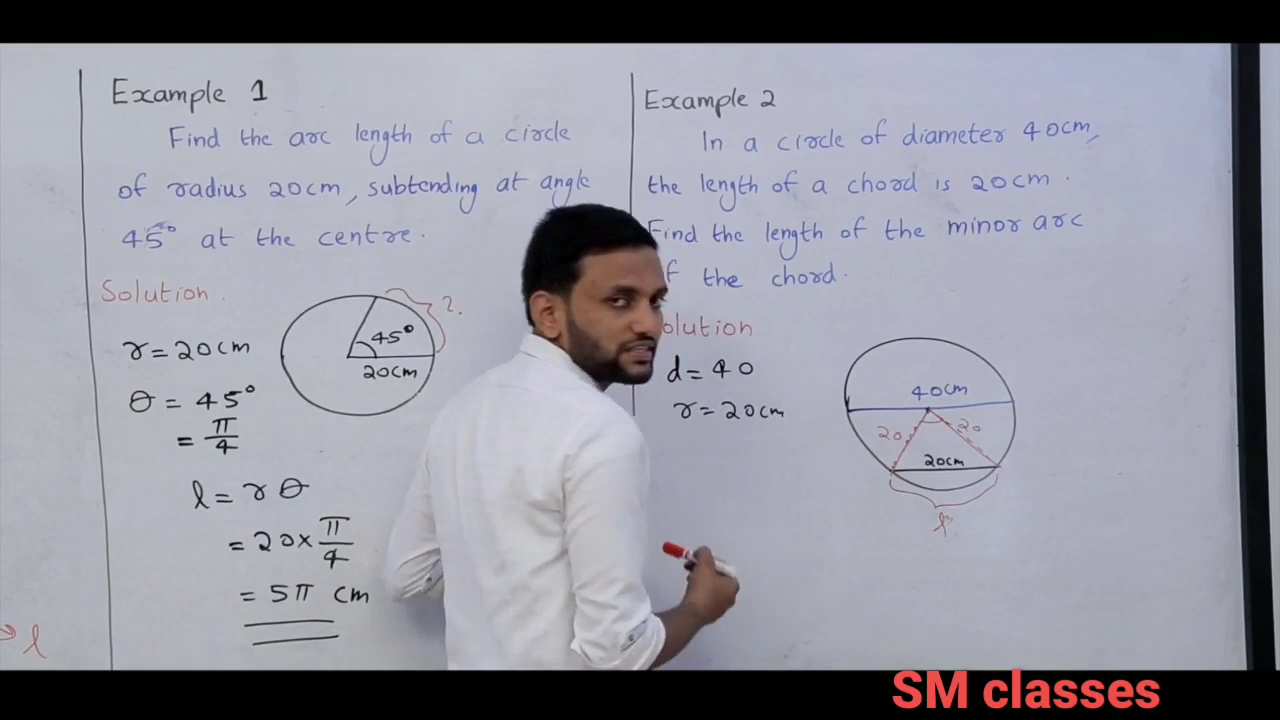 Example 1
Find the arc length of a circle
of radius 20cm, subtending at angle
45° at the centre.
Solution.
r = 20cm
θ = 45°
= π/4
l = r θ
= 20 × π/4
= 5π cm
45°
20cm
?
l
Example 2
In a circle of diameter 40cm,
the length of a chord is 20cm.
Find the length of the minor arc
the chord.
d = 40
r = 20cm
40cm
20 20
20cm
l
SM classes